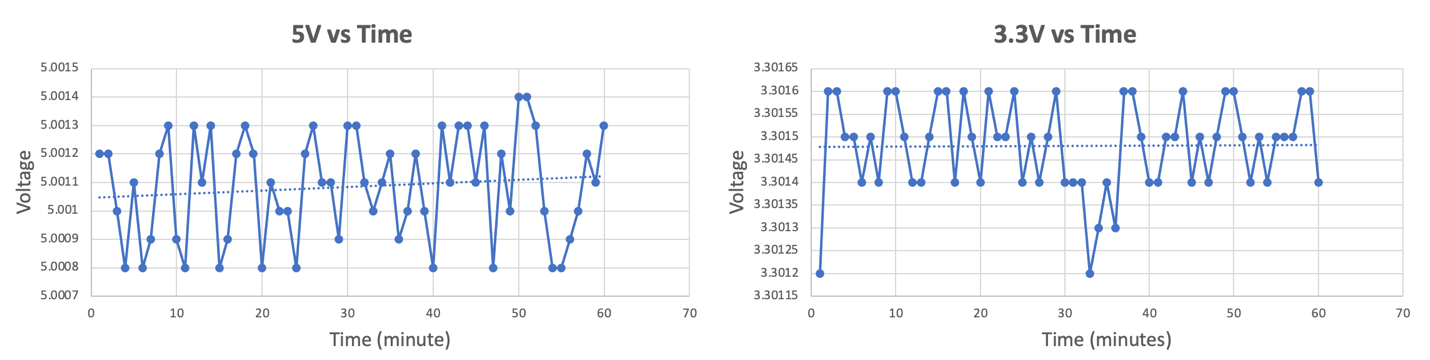 5V vs Time
5.0015
5.0014
5.0013
5.0012
5.0011
5.001
5.0009
5.0008
5.0007
Voltage
0 10 20 30 40 50 60 70
Time (minute)
3.3V vs Time
3.30165
3.3016
3.30155
3.3015
3.30145
3.3014
3.30135
3.3013
3.30125
3.3012
3.30115
Voltage
0 10 20 30 40 50 60 70
Time (minutes)